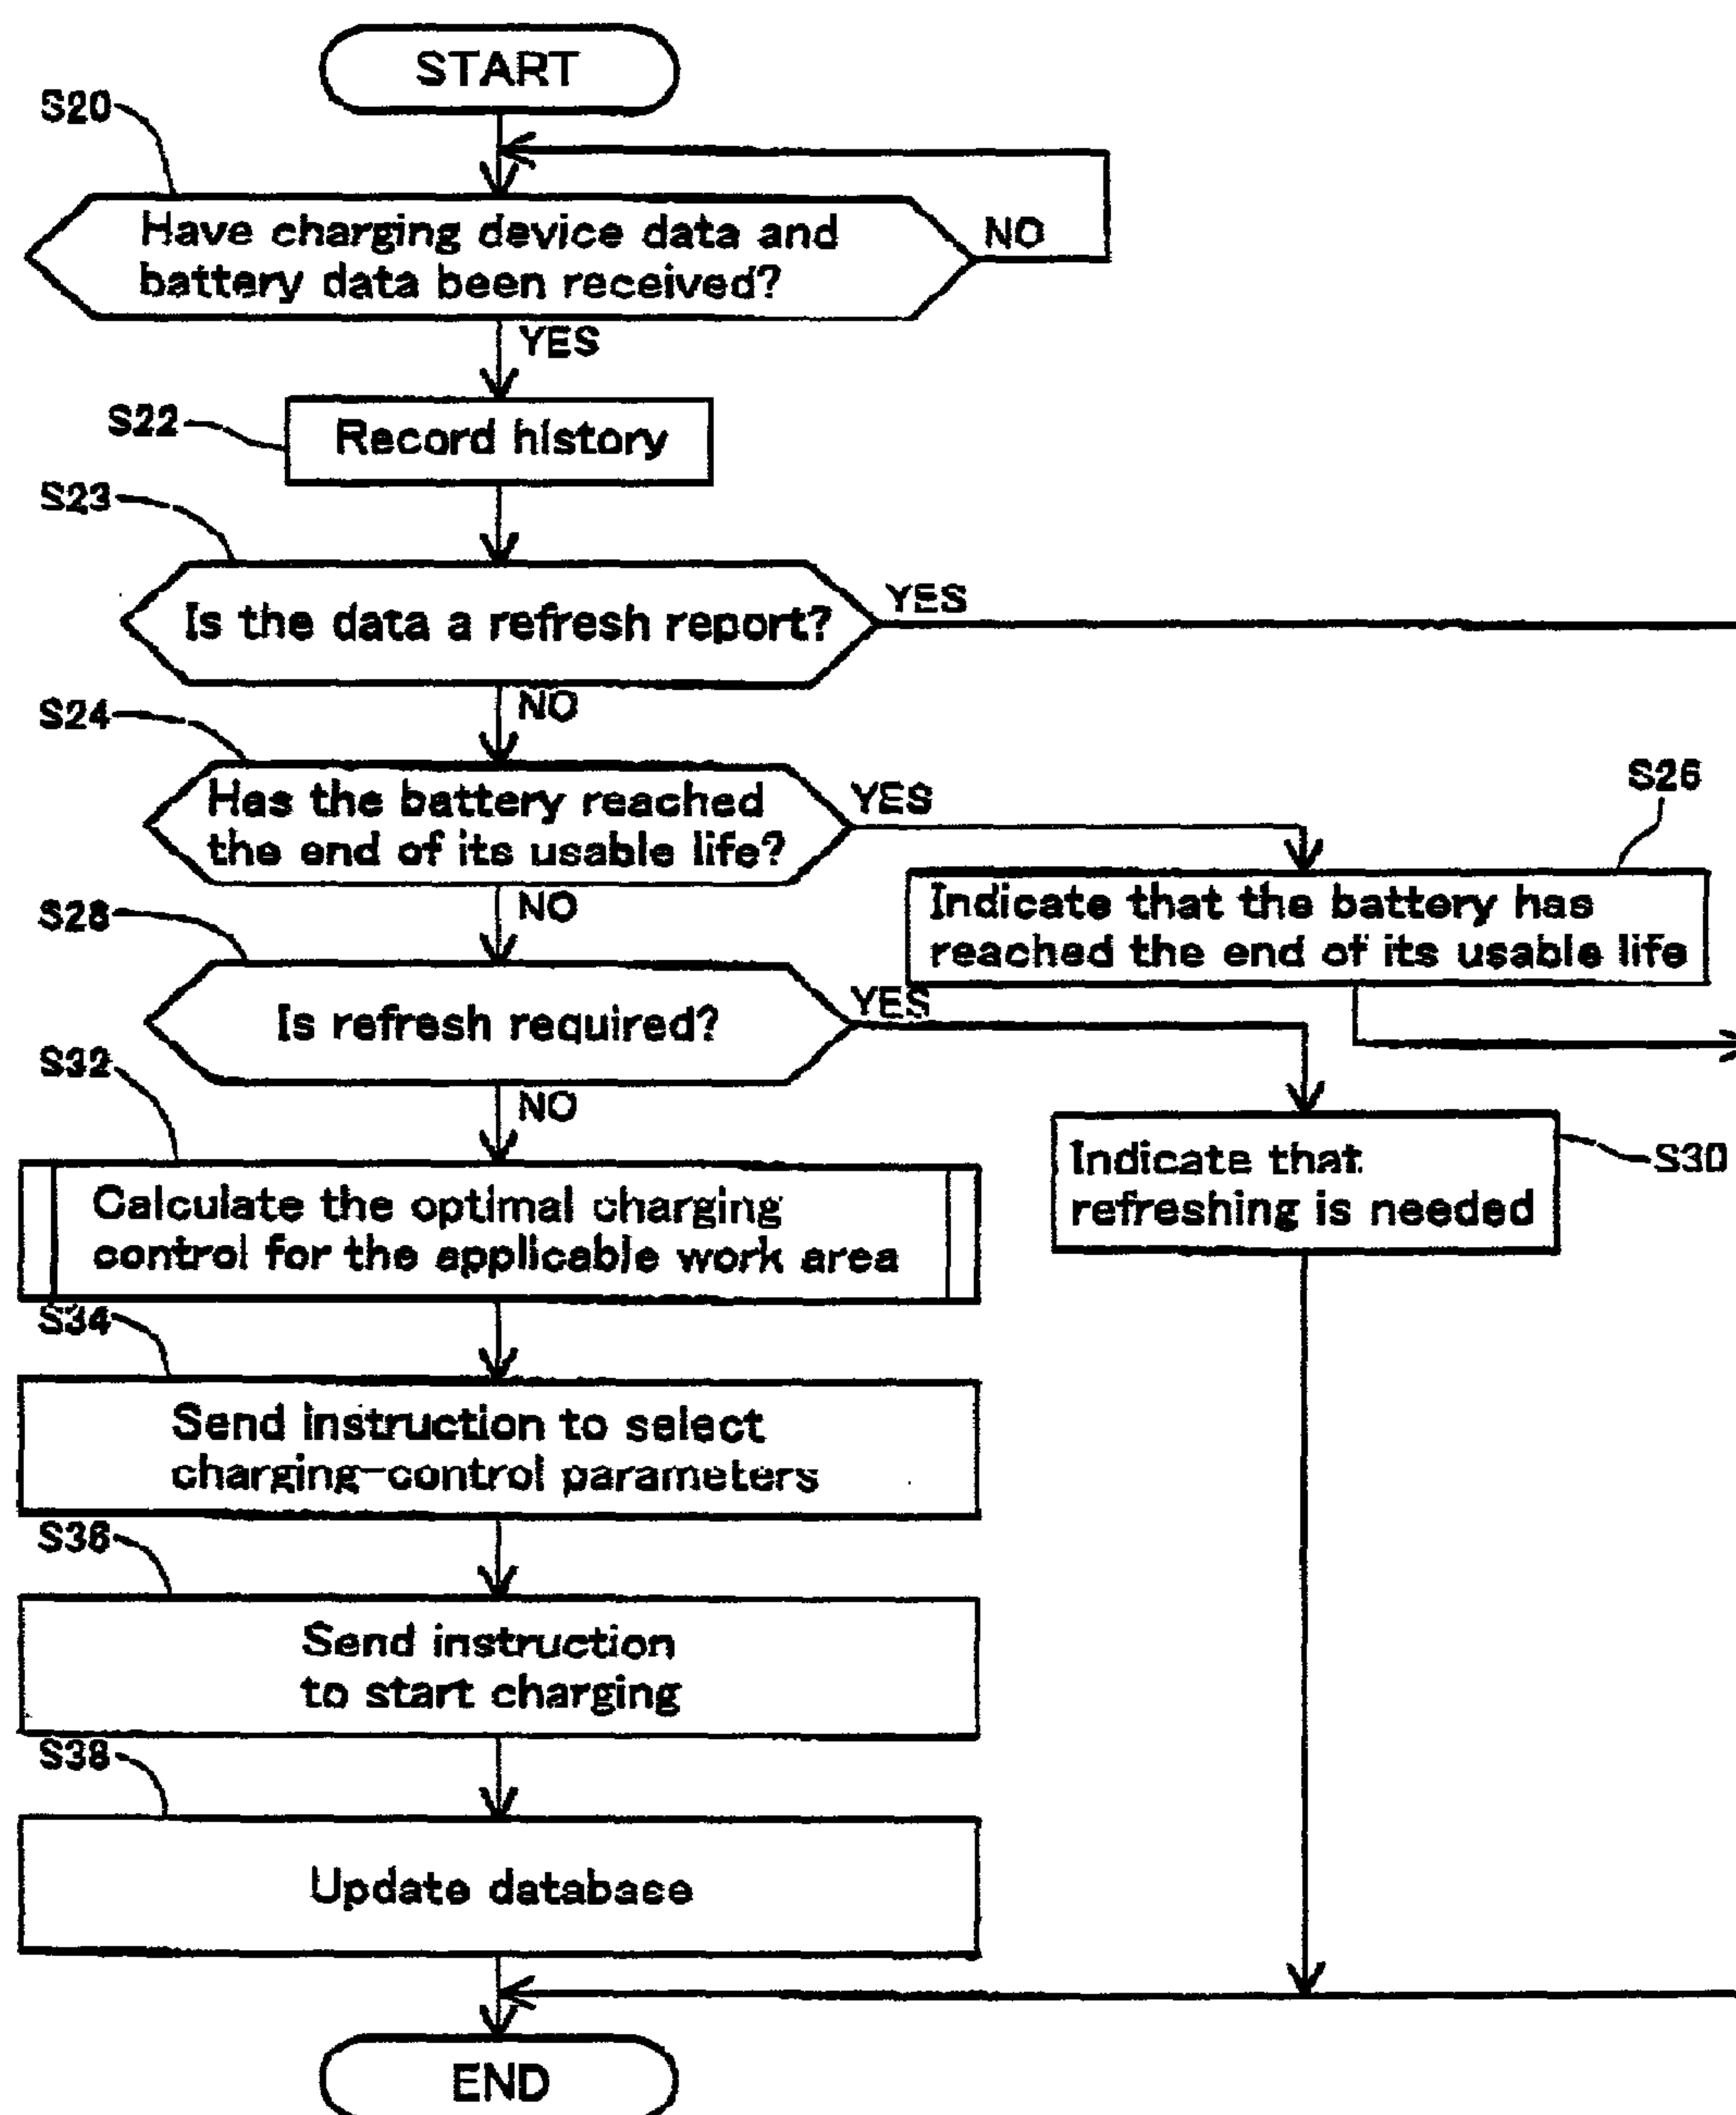 START
S20
Have charging device data and
battery data been received?
NO
YES
S22
Record history
S23
Is the data a refresh report?
YES
NO
S24
Has the battery reached
the end of its usable life?
YES
S26
Indicate that the battery has
reached the end of its usable life
NO
S28
Is refresh required?
YES
S30
Indicate that
refreshing is needed
NO
S32
Calculate the optimal charging
control for the applicable work area
S34
Send instruction to select
charging-control parameters
S36
Send instruction
to start charging
S38
Update database
END